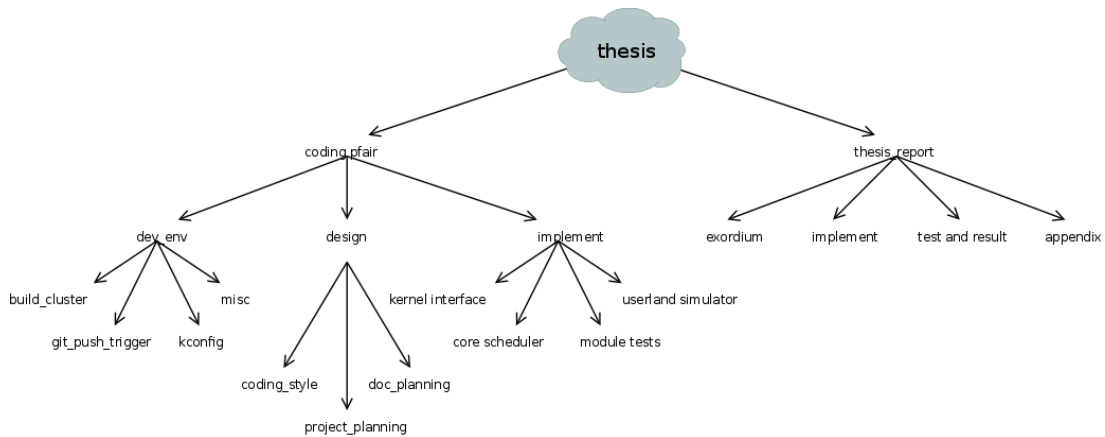 thesis
coding pfair
thesis_report
dev_env
design
implement
exordium
implement
test and result
appendix
build_cluster
misc
kernel interface
userland simulator
git_push_trigger
kconfig
core scheduler
module tests
coding_style
doc_planning
project_planning